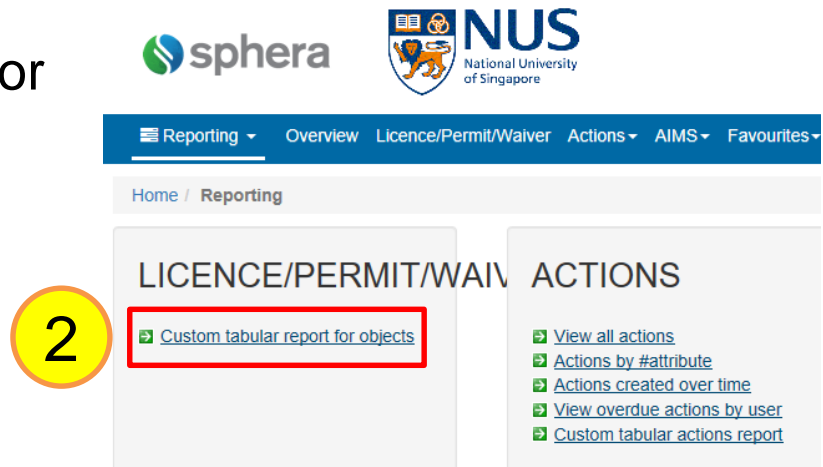 or
sphera
NUS
National University
of Singapore
Reporting Overview Licence/Permit/Waiver Actions AIMS Favourites
Home / Reporting
LICENCE/PERMIT/WAIV
ACTIONS
2
Custom tabular report for objects
View all actions
Actions by #attribute
Actions created over time
View overdue actions by user
Custom tabular actions report